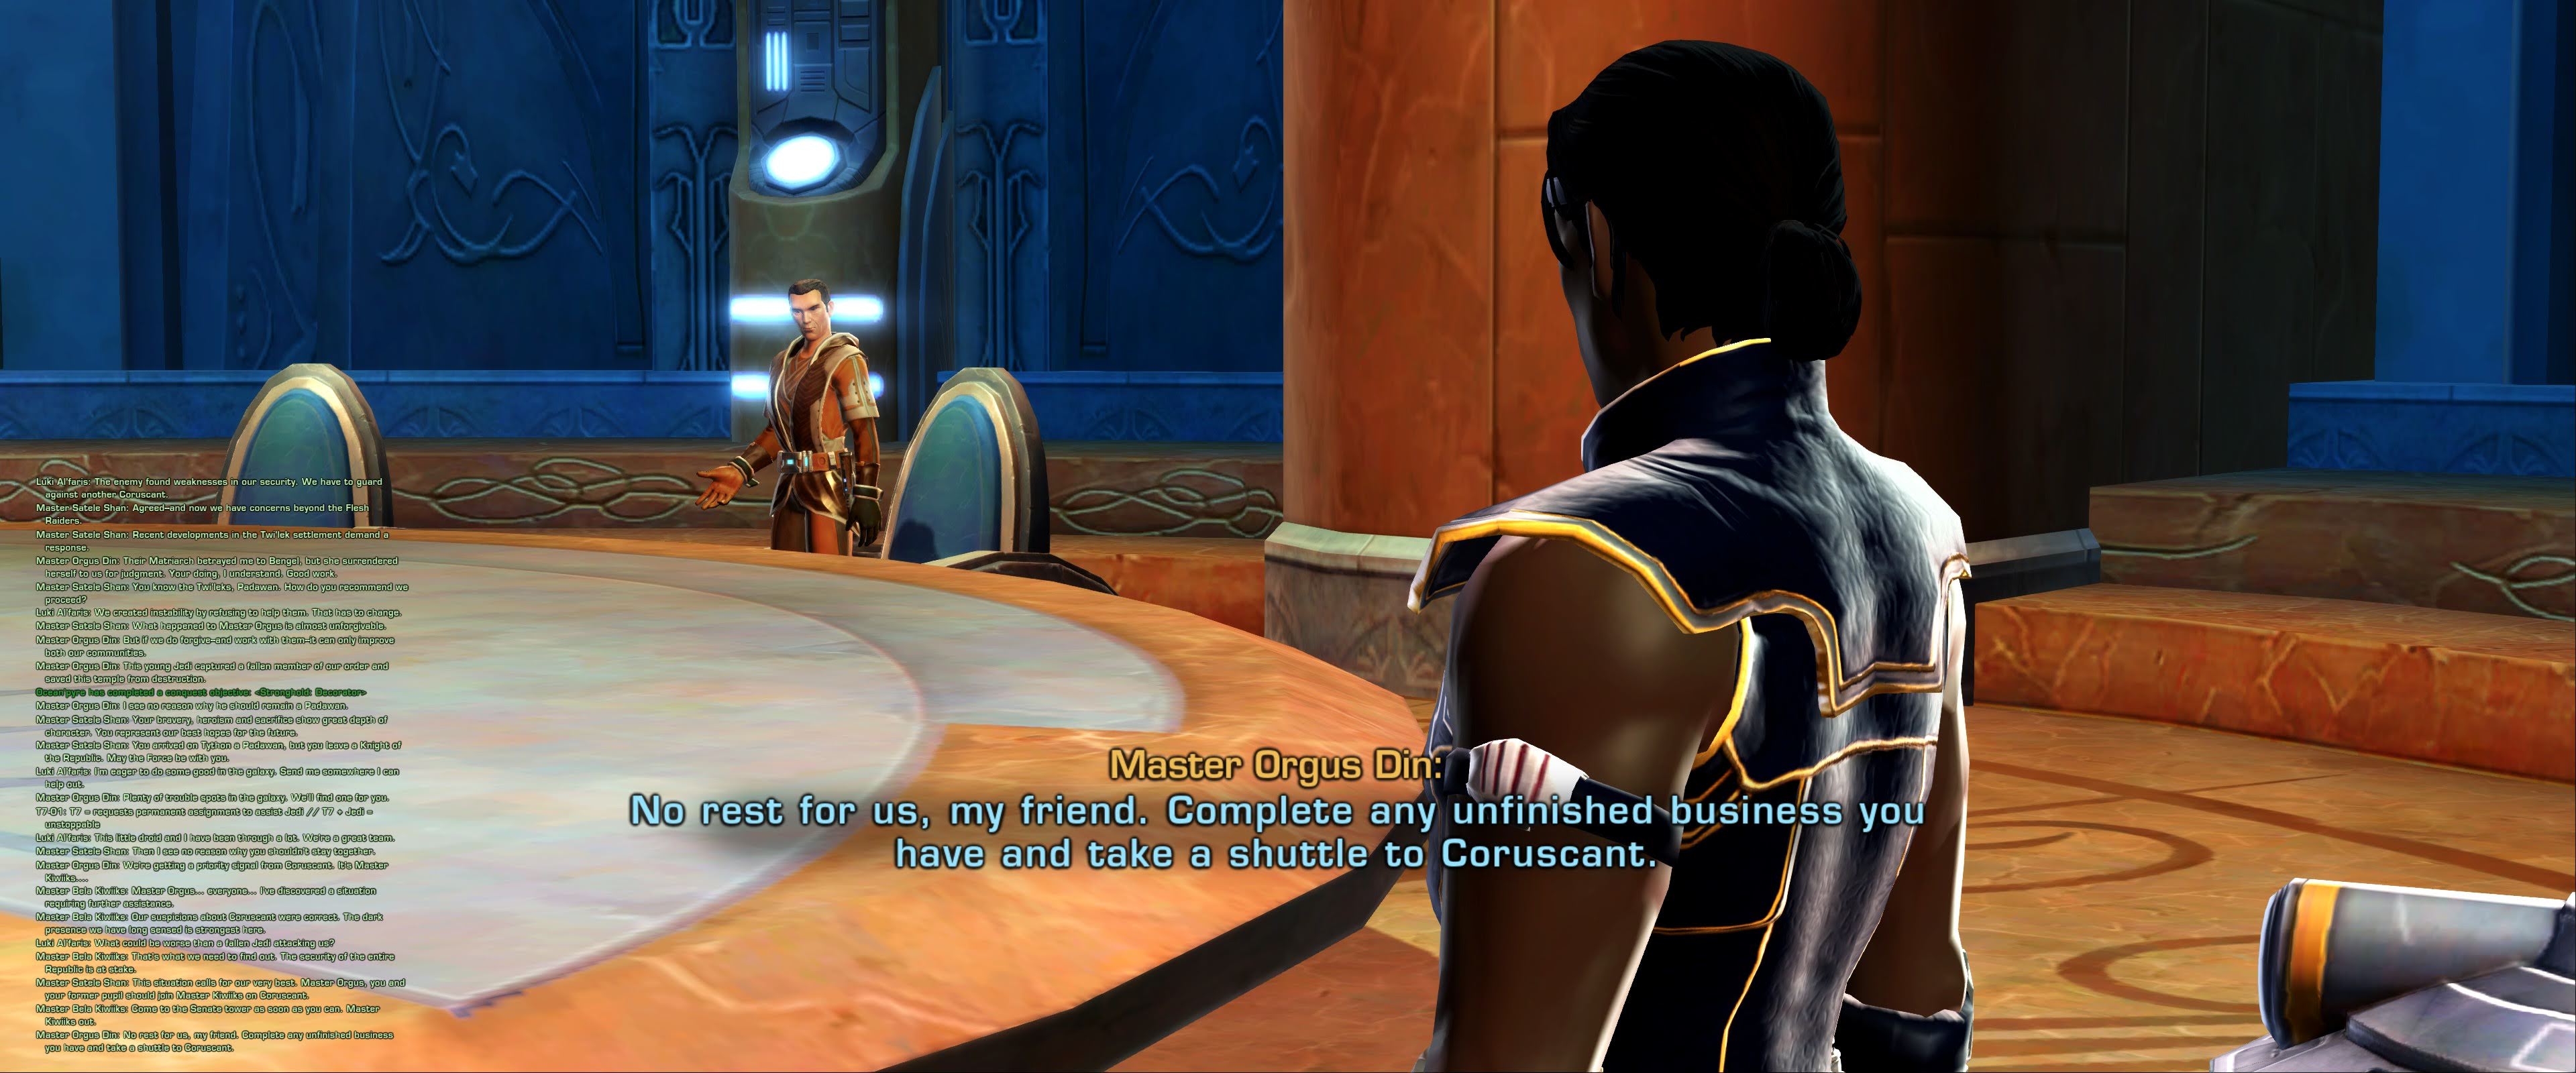 Luki Al'faris: The enemy found weaknesses in our security. We have to guard
against another Coruscant.
Master Satele Shan: Agreed—and now we have concerns beyond the Flesh
Raiders.
Master Satele Shan: Recent developments in the Twi'lek settlement demand a
response.
Master Orgus Din: Their Matriarch betrayed me to Bengel, but she surrendered
herself to us for judgment. Your doing, I understand. Good work.
Master Satele Shan: You know the Twi'leks, Padawan. How do you recommend we
proceed?
Luki Al'faris: We created instability by refusing to help them. That has to change.
Master Satele Shan: What happened to Master Orgus is almost unforgivable.
Master Orgus Din: But if we do forgive—and work with them—it can only improve
both our communities.
Master Orgus Din: This young Jedi captured a fallen member of our order and
saved this temple from destruction.
Ocean'pyre has completed a conquest objective: <Stronghold: Decorator>
Master Orgus Din: I see no reason why he should remain a Padawan.
Master Satele Shan: Your bravery, heroism and sacrifice show great depth of
character. You represent our best hopes for the future.
Master Satele Shan: You arrived on Tython a Padawan, but you leave a Knight of
the Republic. May the Force be with you.
Luki Al'faris: I'm eager to do some good in the galaxy. Send me somewhere I can
help out.
Master Orgus Din: Plenty of trouble spots in the galaxy. We'll find one for you.
T7-O1: T7 = requests permanent assignment to assist Jedi // T7 + Jedi =
unstoppable
Luki Al'faris: This little droid and I have been through a lot. We're a great team.
Master Satele Shan: Then I see no reason why you shouldn't stay together.
Master Orgus Din: We're getting a priority signal from Coruscant. It's Master
Kiwiiks....
Master Bela Kiwiiks: Master Orgus... everyone... I've discovered a situation
requiring further assistance.
Master Bela Kiwiiks: Our suspicions about Coruscant were correct. The dark
presence we have long sensed is strongest here.
Luki Al'faris: What could be worse than a fallen Jedi attacking us?
Master Bela Kiwiiks: That's what we need to find out. The security of the entire
Republic is at stake.
Master Satele Shan: This situation calls for our very best. Master Orgus, you and
your former pupil should join Master Kiwiiks on Coruscant.
Master Bela Kiwiiks: Come to the Senate tower as soon as you can. Master
Kiwiiks out.
Master Orgus Din: No rest for us, my friend. Complete any unfinished business
you have and take a shuttle to Coruscant.
Master Orgus Din:
No rest for us, my friend. Complete any unfinished business you
have and take a shuttle to Coruscant.